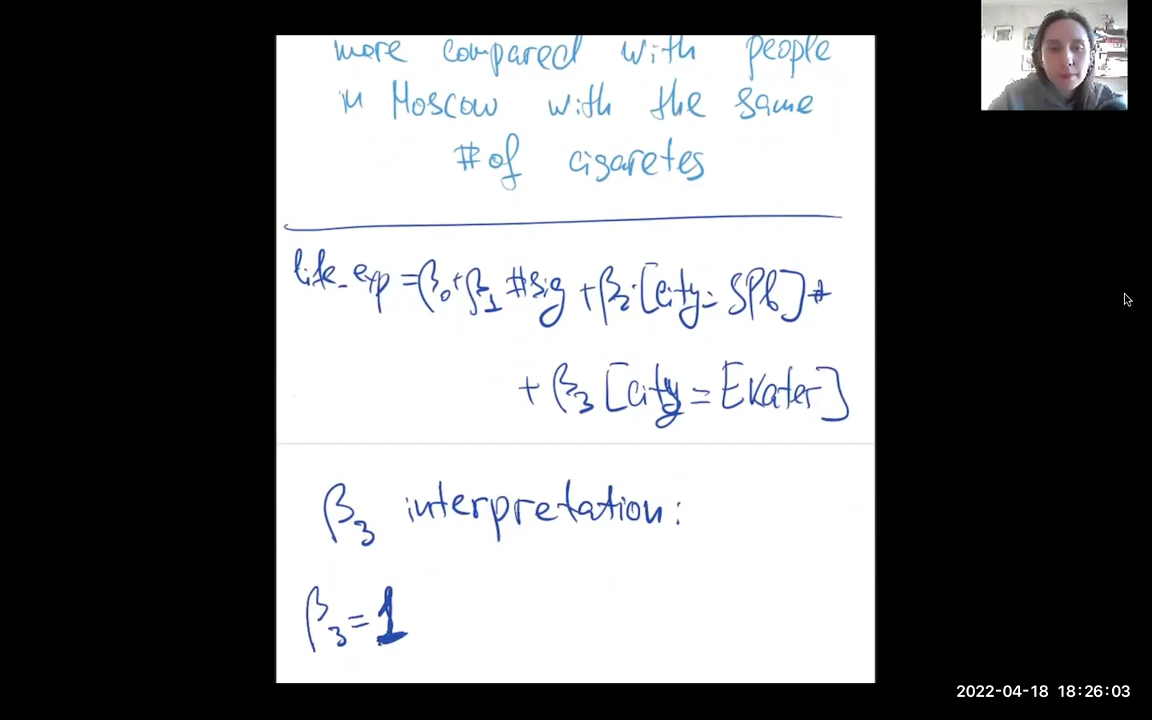 more compared with people
in Moscow with the same
# of cigaretes
life_exp = β₀ + β₁ #sig + β₂·[city = SPb] +
+ β₃ [city = Ekater]
β₃ interpretation:
β₃ = 1
2022-04-18 18:26:03